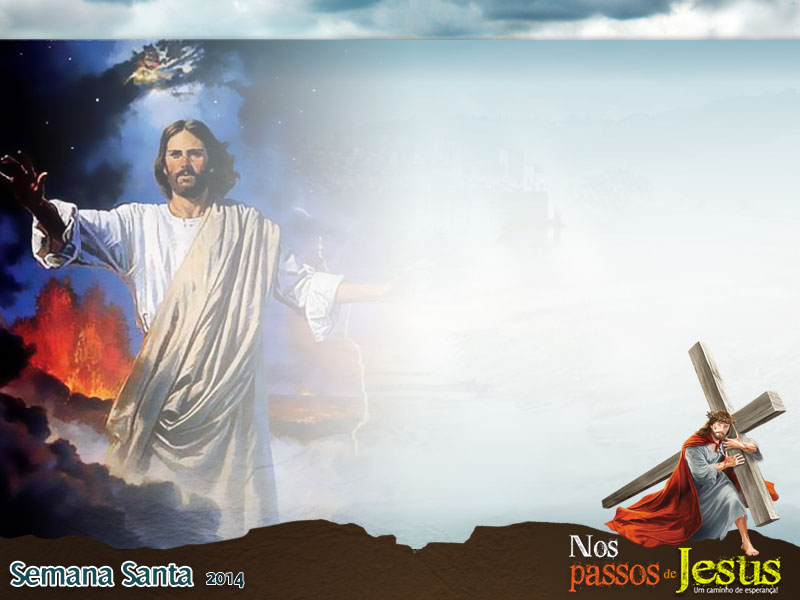 Semana Santa 2014
Nos
passos de Jesus
Um caminho de esperança!